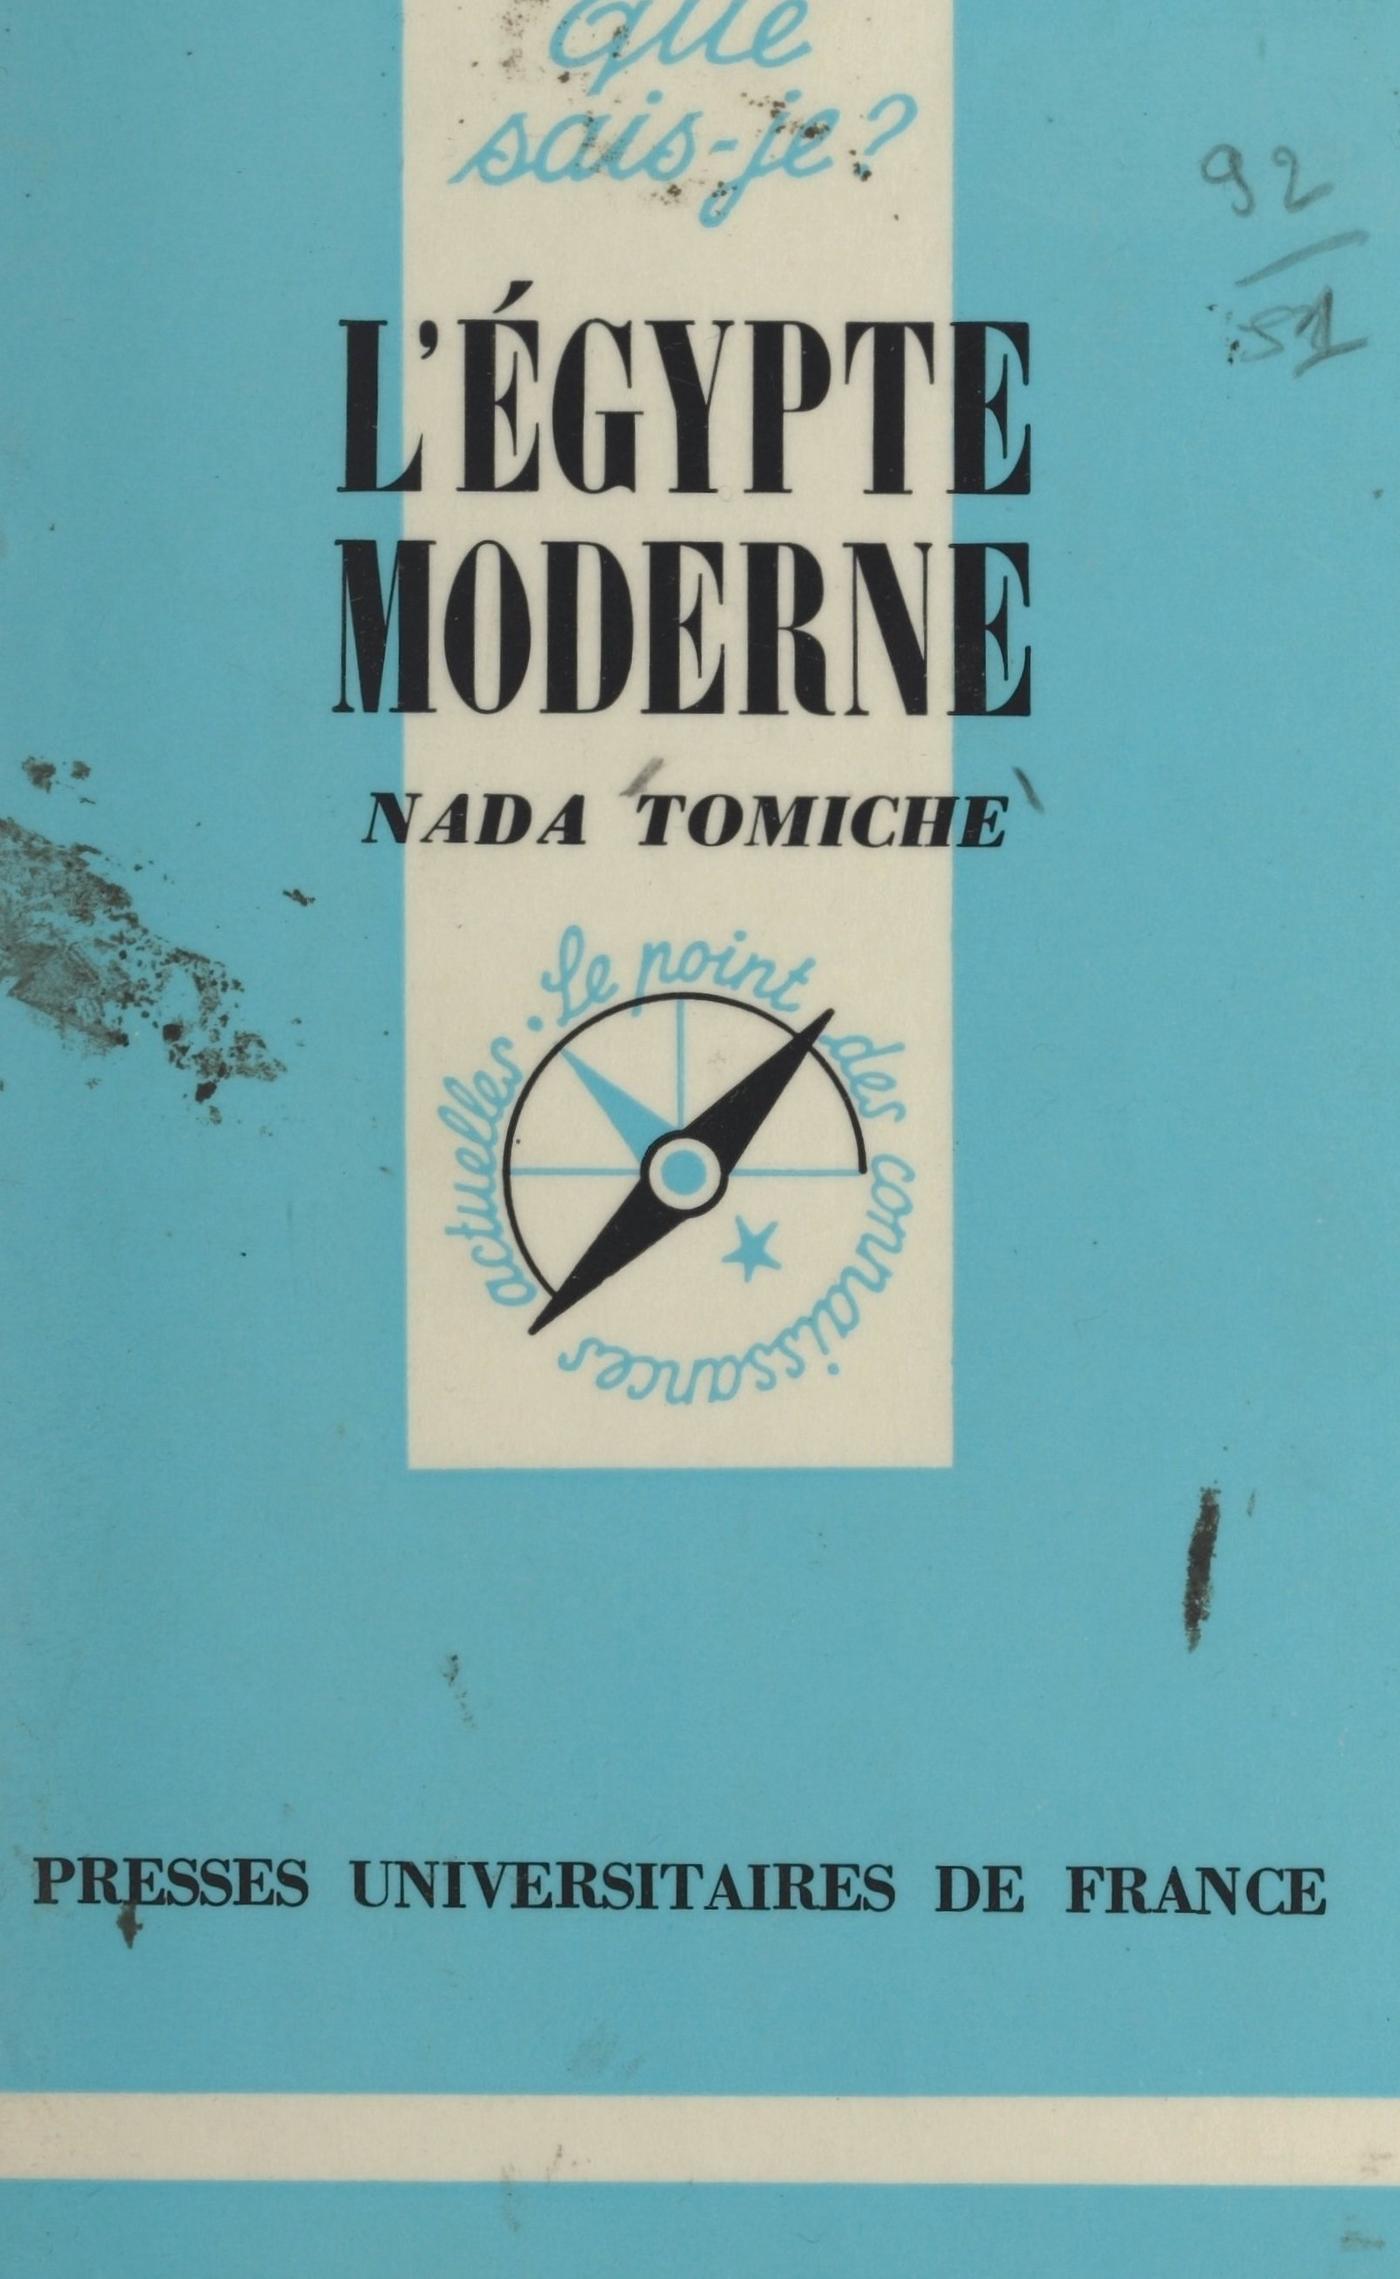 que
sais-je?
92
51
L'ÉGYPTE
MODERNE
NADA TOMICHE
Le point des connaissances actuelles.
PRESSES UNIVERSITAIRES DE FRANCE